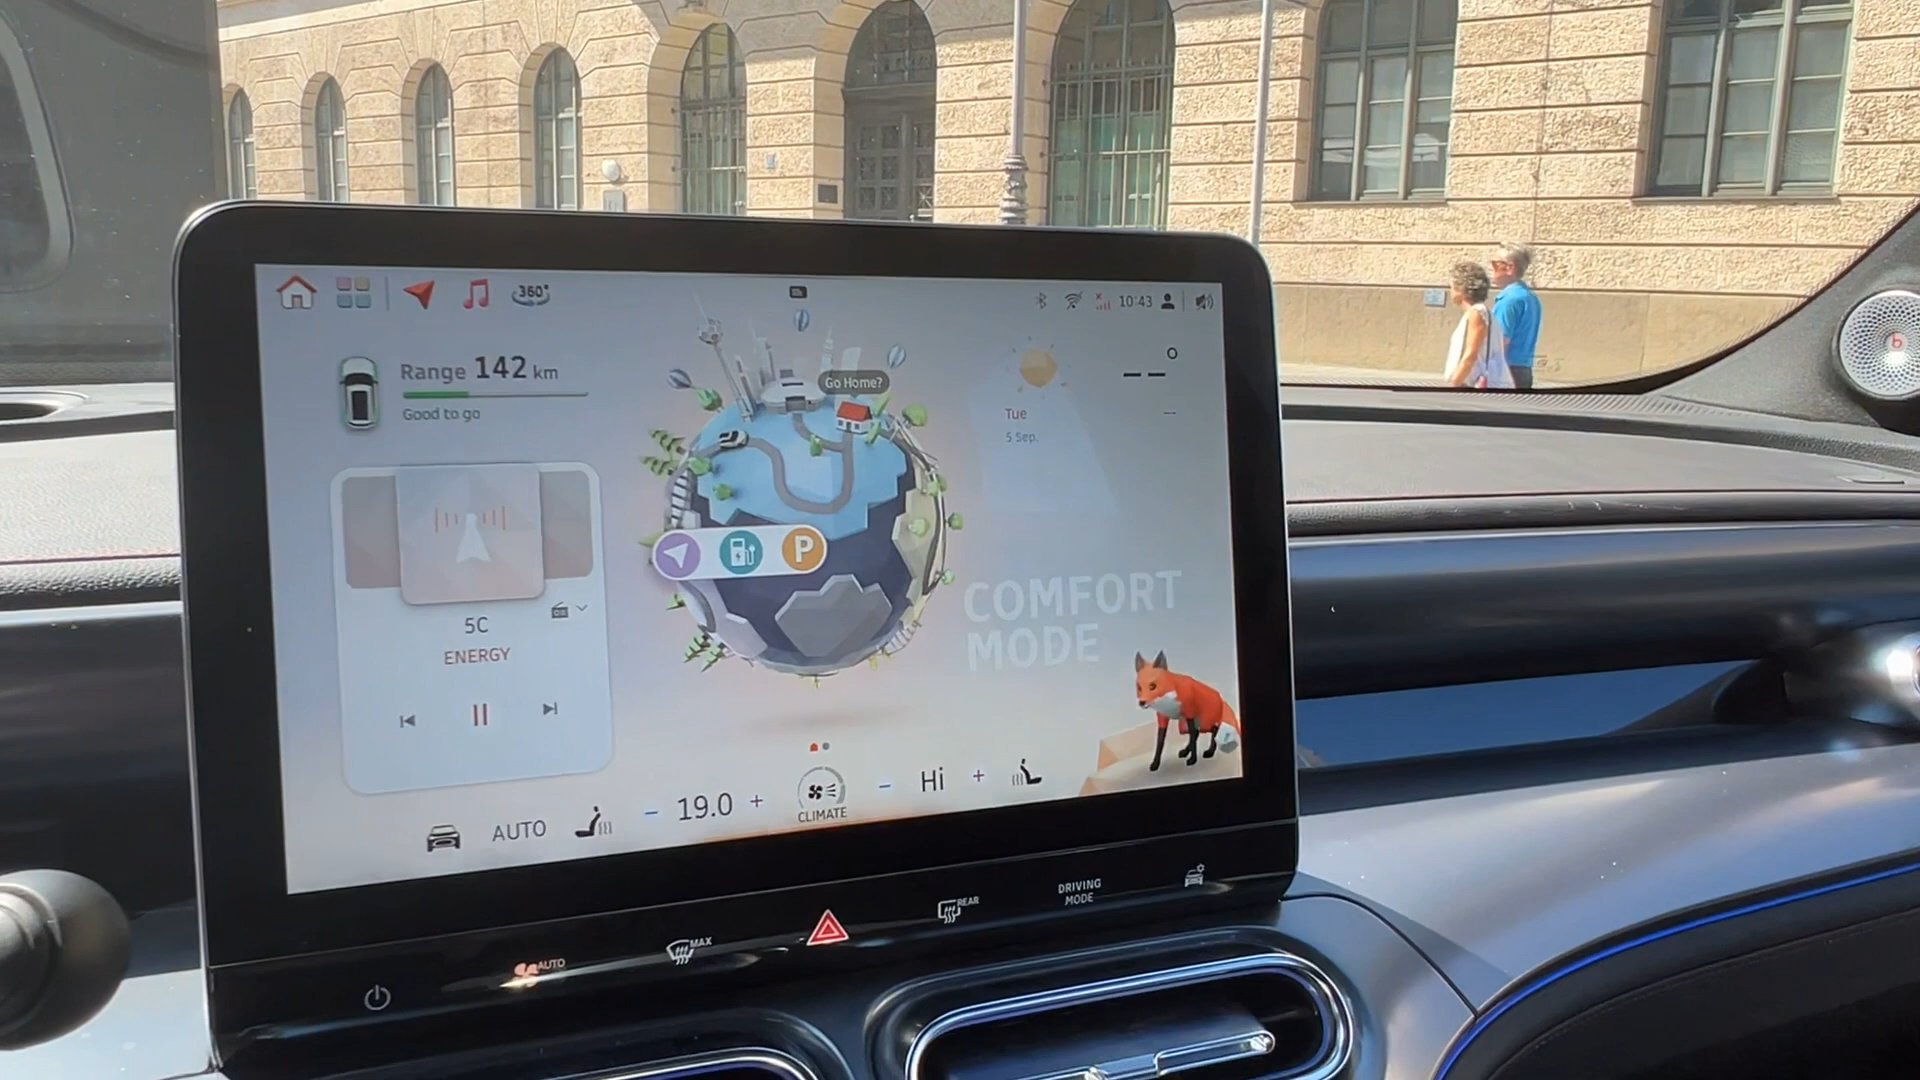 360°
10:43
Range 142 km
Good to go
Go Home?
Tue
5 Sep.
P
COMFORT
MODE
5C
ENERGY
AUTO
− 19.0 +
CLIMATE
− Hi +
AUTO
MAX
REAR
DRIVING
MODE
b